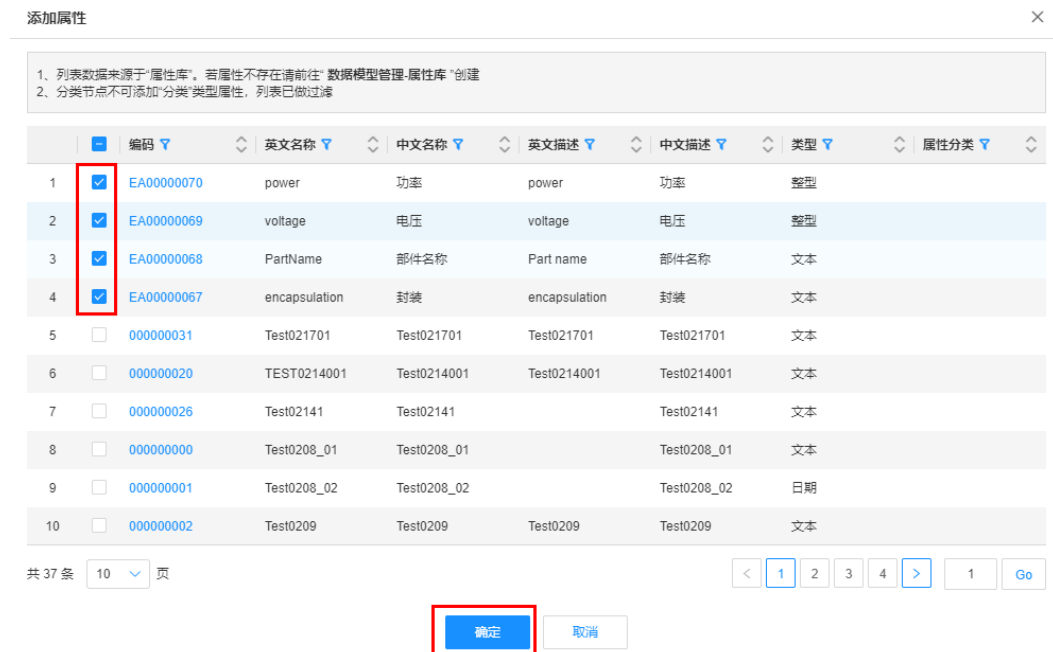 添加属性
1、列表数据来源于“属性库”。若属性不存在请前往“ 数据模型管理-属性库 ”创建
2、分类节点不可添加“分类”类型属性，列表已做过滤
编码 英文名称 中文名称 英文描述 中文描述 类型 属性分类
1 EA00000070 power 功率 power 功率 整型
2 EA00000069 voltage 电压 voltage 电压 整型
3 EA00000068 PartName 部件名称 Part name 部件名称 文本
4 EA00000067 encapsulation 封装 encapsulation 封装 文本
5 000000031 Test021701 Test021701 Test021701 Test021701 文本
6 000000020 TEST0214001 Test0214001 Test0214001 Test0214001 文本
7 000000026 Test02141 Test02141 Test02141 文本
8 000000000 Test0208_01 Test0208_01 Test0208_01 文本
9 000000001 Test0208_02 Test0208_02 Test0208_02 日期
10 000000002 Test0209 Test0209 Test0209 Test0209 文本
共 37 条 10 页 < 1 2 3 4 > 1 Go
确定 取消